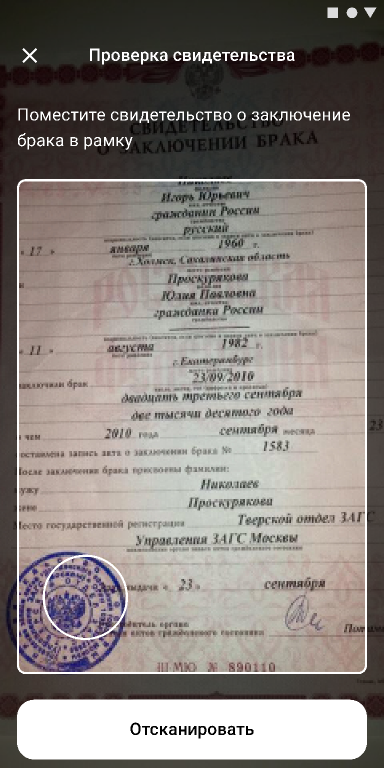 Проверка свидетельства
Поместите свидетельство о заключение
брака в рамку
СВИДЕТЕЛЬСТВО
О ЗАКЛЮЧЕНИИ БРАКА
Игорь Юрьевич
гражданин России
русский
« 17 » января 1960 г.
г.Холмск, Сахалинская область
Проскурякова
Юлия Павловна
гражданка России
« 11 » августа 1982 г.
г.Екатеринбург
заключили брак 23/09/2010
двадцать третьего сентября
две тысячи десятого года
о чем 2010 года сентября месяца 23
составлена запись акта о заключении брака № 1583
После заключения брака присвоены фамилии:
мужу Николаев
жене Проскурякова
Место государственной регистрации Тверской отдел ЗАГС
Управления ЗАГС Москвы
выдачи « 23 » сентября
III-МЮ № 890110
Отсканировать